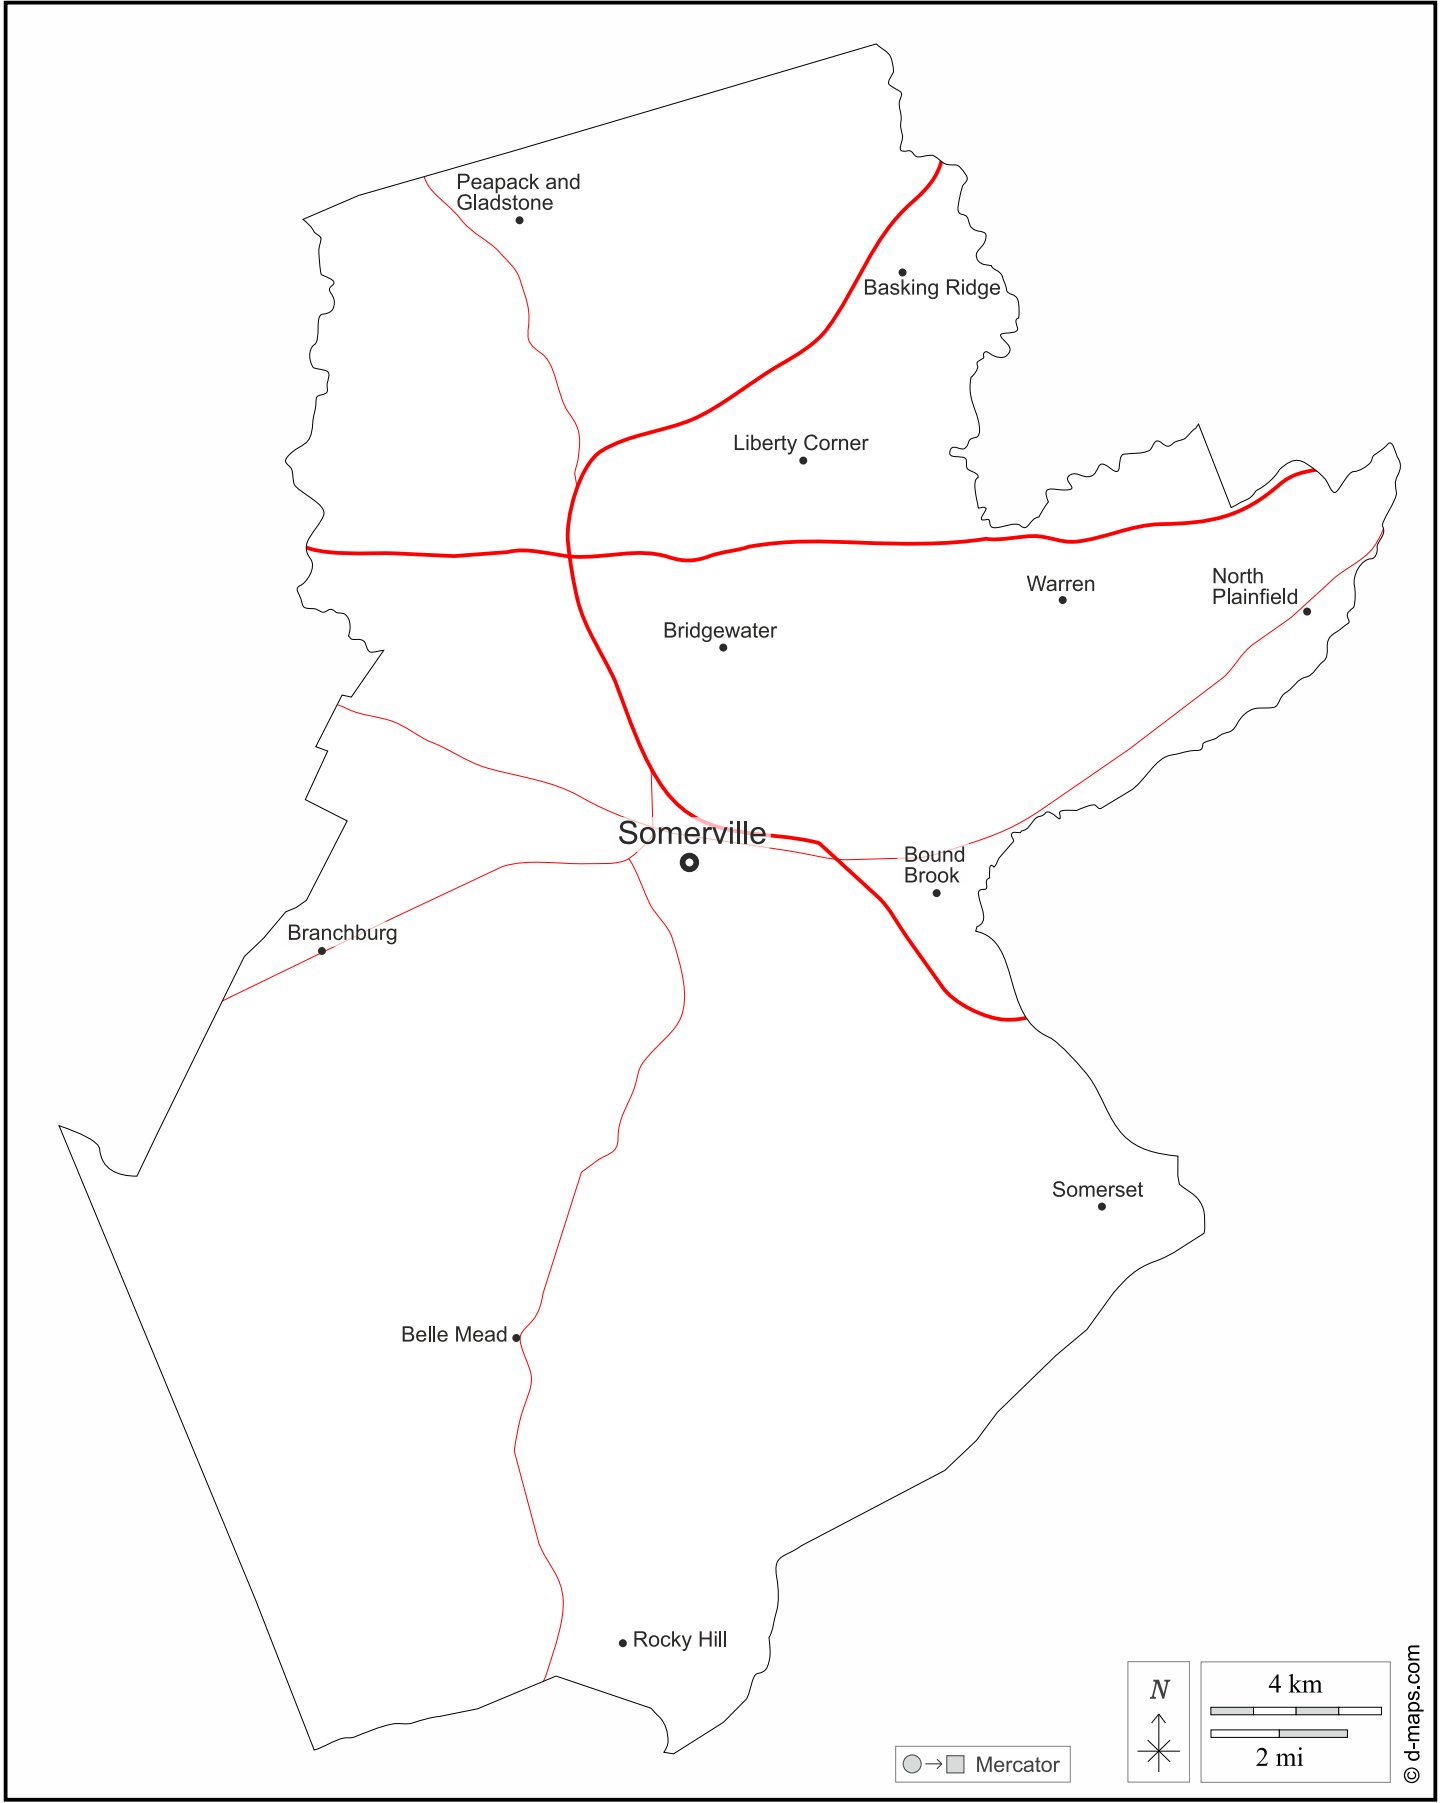 Peapack and
Gladstone
Basking Ridge
Liberty Corner
Warren
North
Plainfield
Bridgewater
Somerville
Bound
Brook
Branchburg
Somerset
Belle Mead
Rocky Hill
N
4 km
2 mi
Mercator
© d-maps.com